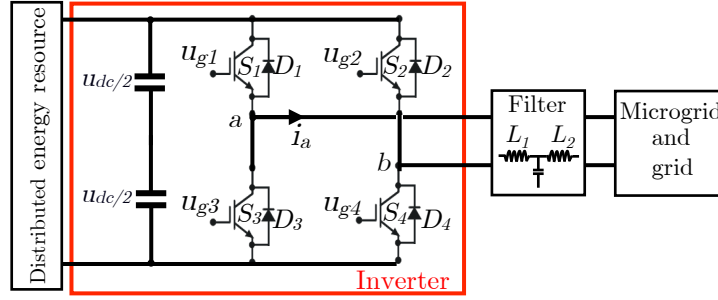 Distributed energy resource
u_{dc/2}
u_{dc/2}
u_{g1}
S_1
D_1
u_{g2}
S_2
D_2
a
i_a
b
u_{g3}
S_3
D_3
u_{g4}
S_4
D_4
Inverter
Filter
L_1
L_2
Microgrid
and
grid